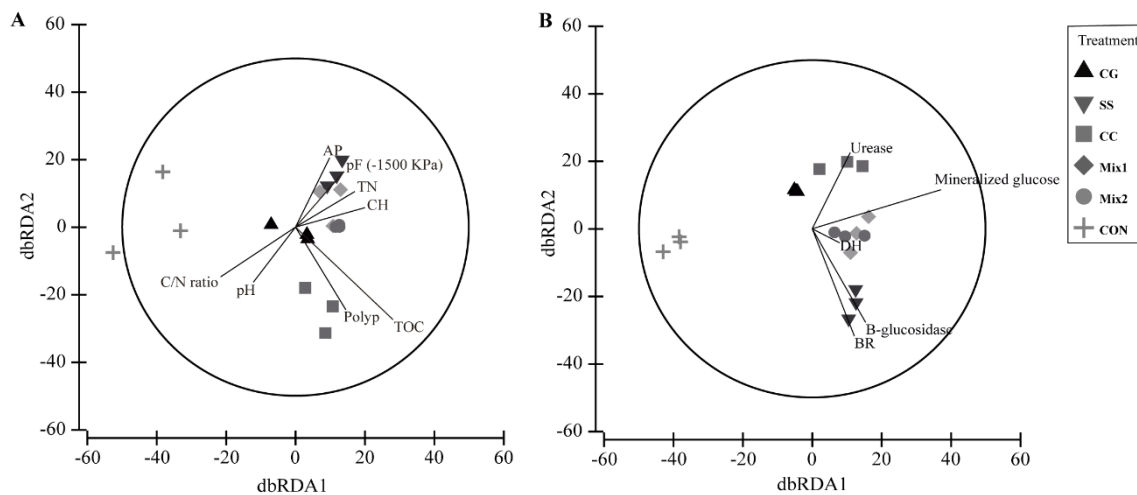 A
60
40
20
0
-20
-40
-60
dbRDA2
-60
-40
-20
0
20
40
60
dbRDA1
AP
pF (-1500 KPa)
TN
CH
C/N ratio
pH
Polyp
TOC
B
60
40
20
0
-20
-40
-60
dbRDA2
-60
-40
-20
0
20
40
60
dbRDA1
Urease
Mineralized glucose
DH
B-glucosidase
BR
Treatment
CG
SS
CC
Mix1
Mix2
CON